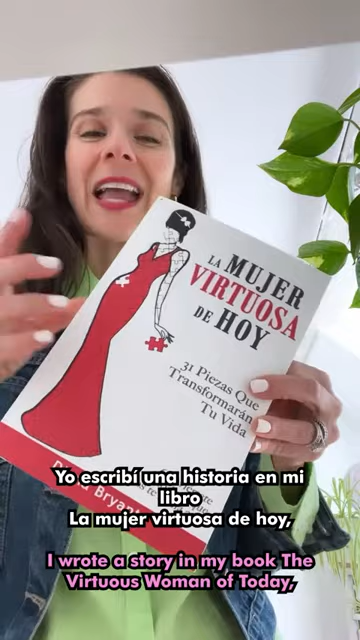 LA MUJER
VIRTUOSA
DE HOY
31 Piezas Que
Transformarán
Tu Vida
Yo escribí una historia en mi
libro
La mujer virtuosa de hoy,
I wrote a story in my book The
Virtuous Woman of Today,